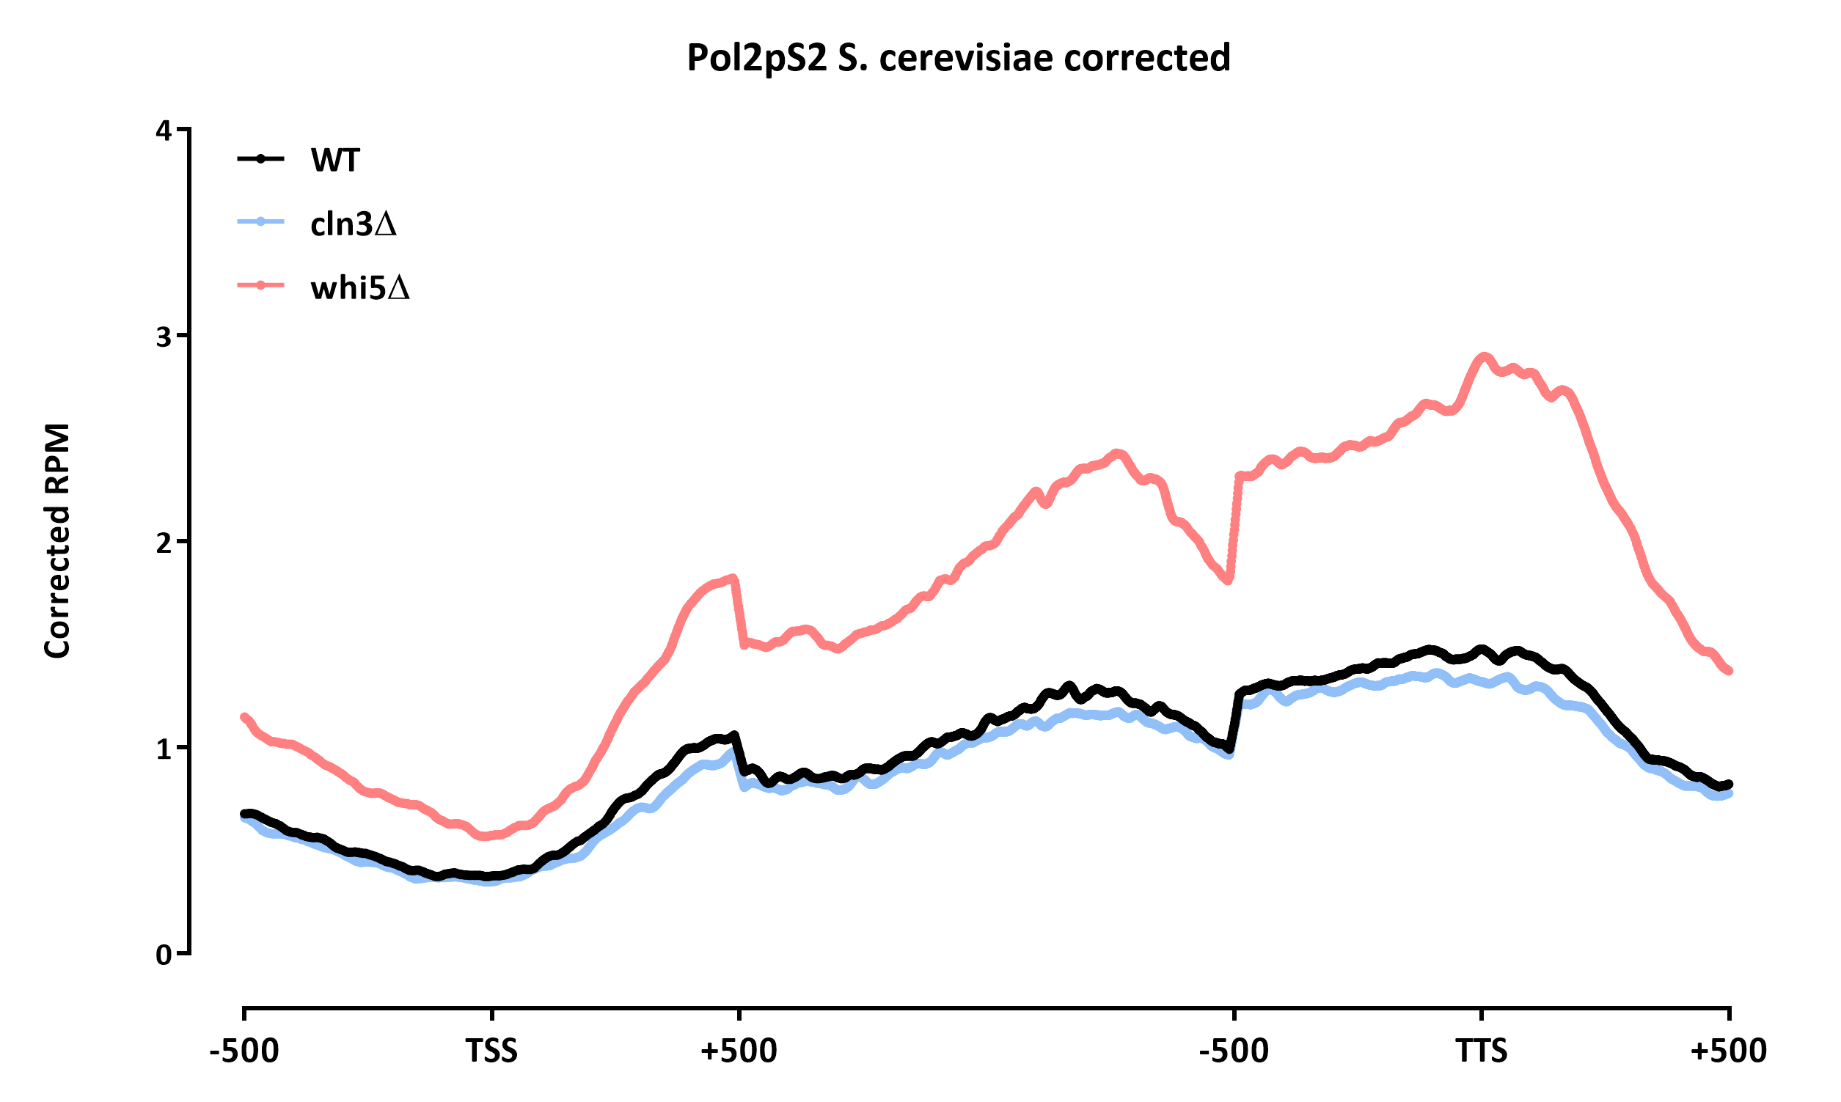 Pol2pS2 S. cerevisiae corrected
4
WT
cln3Δ
whi5Δ
3
Corrected RPM
2
1
0
-500 TSS +500 -500 TTS +500